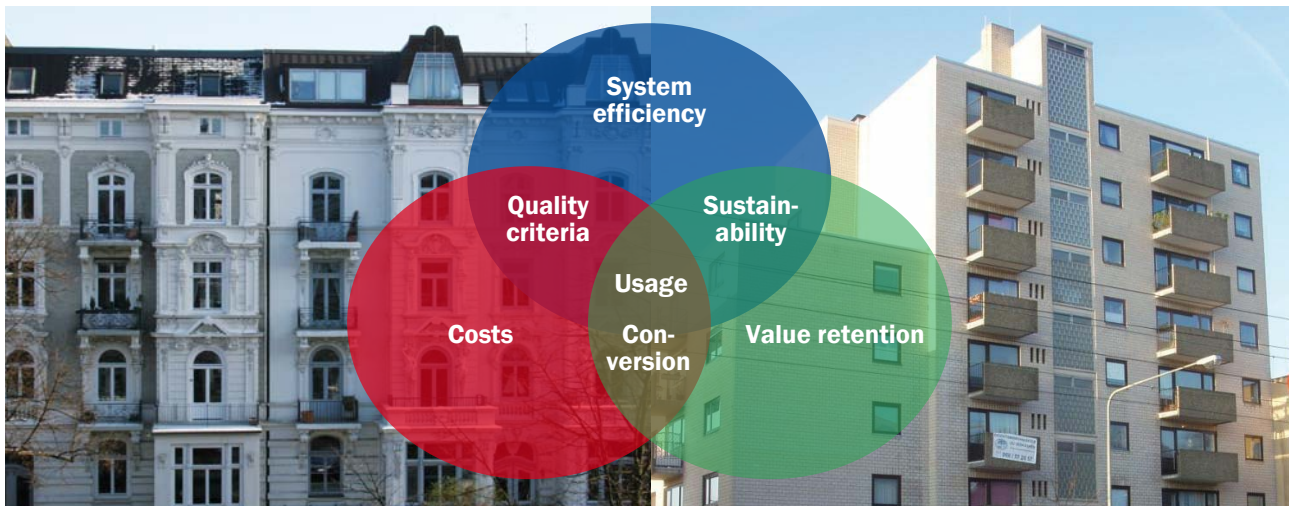 System
efficiency
Quality
criteria
Sustain-
ability
Usage
Costs
Con-
version
Value retention